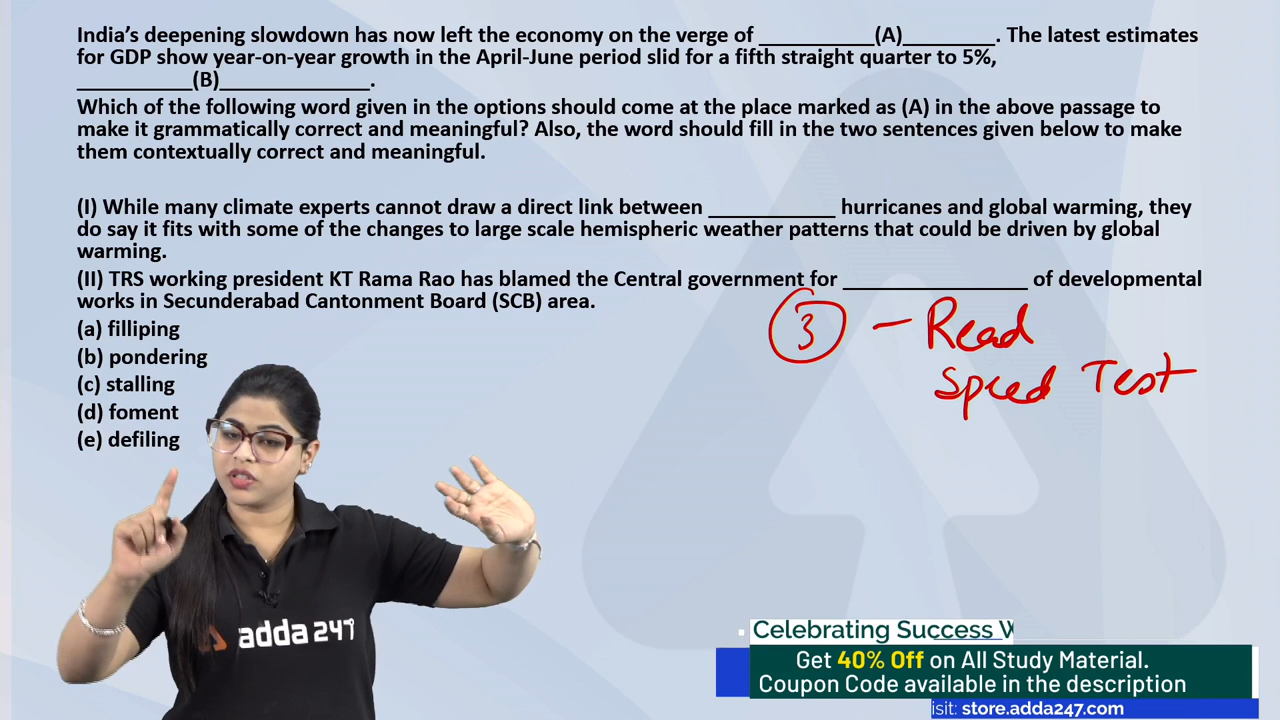 India’s deepening slowdown has now left the economy on the verge of __________(A)________. The latest estimates
for GDP show year-on-year growth in the April-June period slid for a fifth straight quarter to 5%,
__________(B)_____________.
Which of the following word given in the options should come at the place marked as (A) in the above passage to
make it grammatically correct and meaningful? Also, the word should fill in the two sentences given below to make
them contextually correct and meaningful.
(I) While many climate experts cannot draw a direct link between ___________ hurricanes and global warming, they
do say it fits with some of the changes to large scale hemispheric weather patterns that could be driven by global
warming.
(II) TRS working president KT Rama Rao has blamed the Central government for ________________ of developmental
works in Secunderabad Cantonment Board (SCB) area.
(a) filliping
(b) pondering
(c) stalling
(d) foment
(e) defiling
3 - Read
Speed Test
adda 247
Celebrating Success
Get 40% Off on All Study Material.
Coupon Code available in the description
isit: store.adda247.com